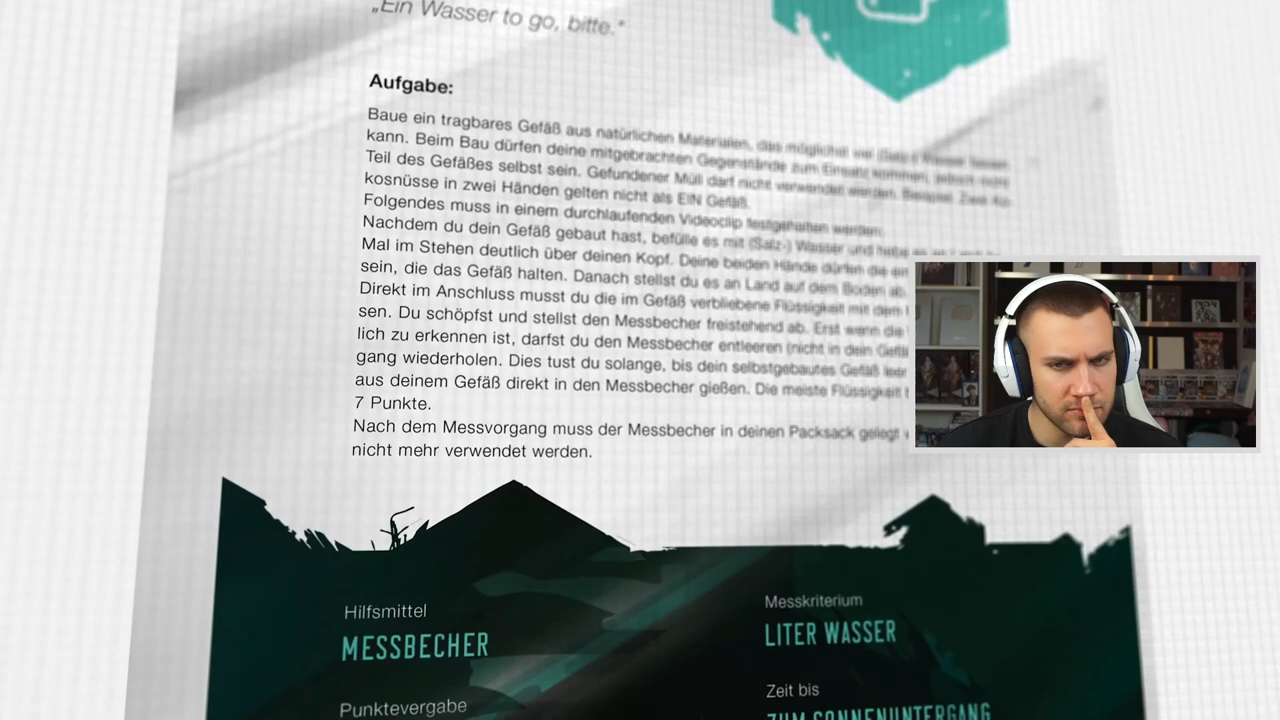 „Ein Wasser to go, bitte.“
Aufgabe:
Baue ein tragbares Gefäß aus natürlichen Materialien, das möglichst viel (Salz-) Wasser fassen
kann. Beim Bau dürfen deine mitgebrachten Gegenstände zum Einsatz kommen, jedoch nicht
Teil des Gefäßes selbst sein. Gefundener Müll darf nicht verwendet werden. Beispiel: Zwei Ko-
kosnüsse in zwei Händen gelten nicht als EIN Gefäß.
Folgendes muss in einem durchlaufenden Videoclip festgehalten werden:
Nachdem du dein Gefäß gebaut hast, befülle es mit (Salz-) Wasser und hebe es
Mal im Stehen deutlich über deinen Kopf. Deine beiden Hände dürfen die
sein, die das Gefäß halten. Danach stellst du es an Land auf dem Boden ab.
Direkt im Anschluss musst du die im Gefäß verbliebene Flüssigkeit mit dem
sen. Du schöpfst und stellst den Messbecher freistehend ab. Erst wenn die
lich zu erkennen ist, darfst du den Messbecher entleeren (nicht in dein Gefäß
gang wiederholen. Dies tust du solange, bis dein selbstgebautes Gefäß leer
aus deinem Gefäß direkt in den Messbecher gießen. Die meiste Flüssigkeit
7 Punkte.
Nach dem Messvorgang muss der Messbecher in deinen Packsack gelegt
nicht mehr verwendet werden.
Hilfsmittel
MESSBECHER
Messkriterium
LITER WASSER
Punktevergabe
Zeit bis
ZUM SONNENUNTERGANG